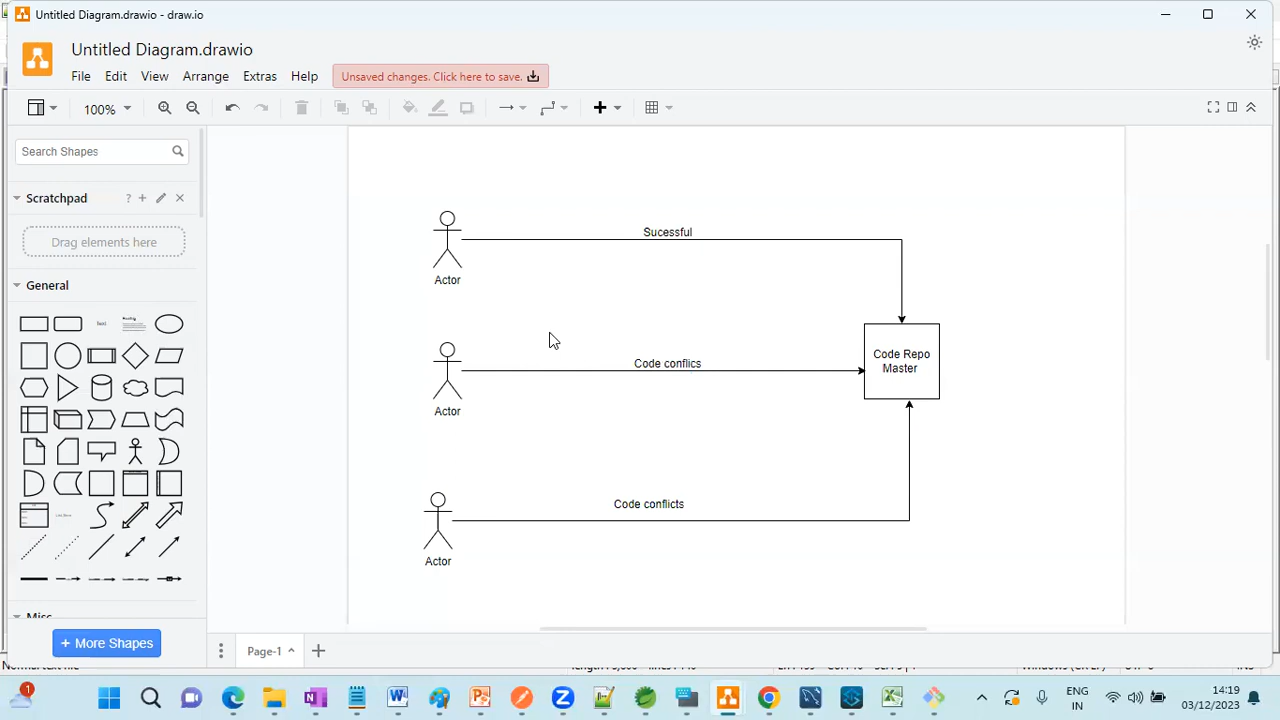 Untitled Diagram.drawio - draw.io
Untitled Diagram.drawio
File Edit View Arrange Extras Help
Unsaved changes. Click here to save.
100%
Search Shapes
Scratchpad
?
Drag elements here
General
Text
Misc
+ More Shapes
Sucessful
Actor
Code conflics
Code Repo
Master
Actor
Code conflicts
Actor
Page-1
1
ENG
IN
14:19
03/12/2023